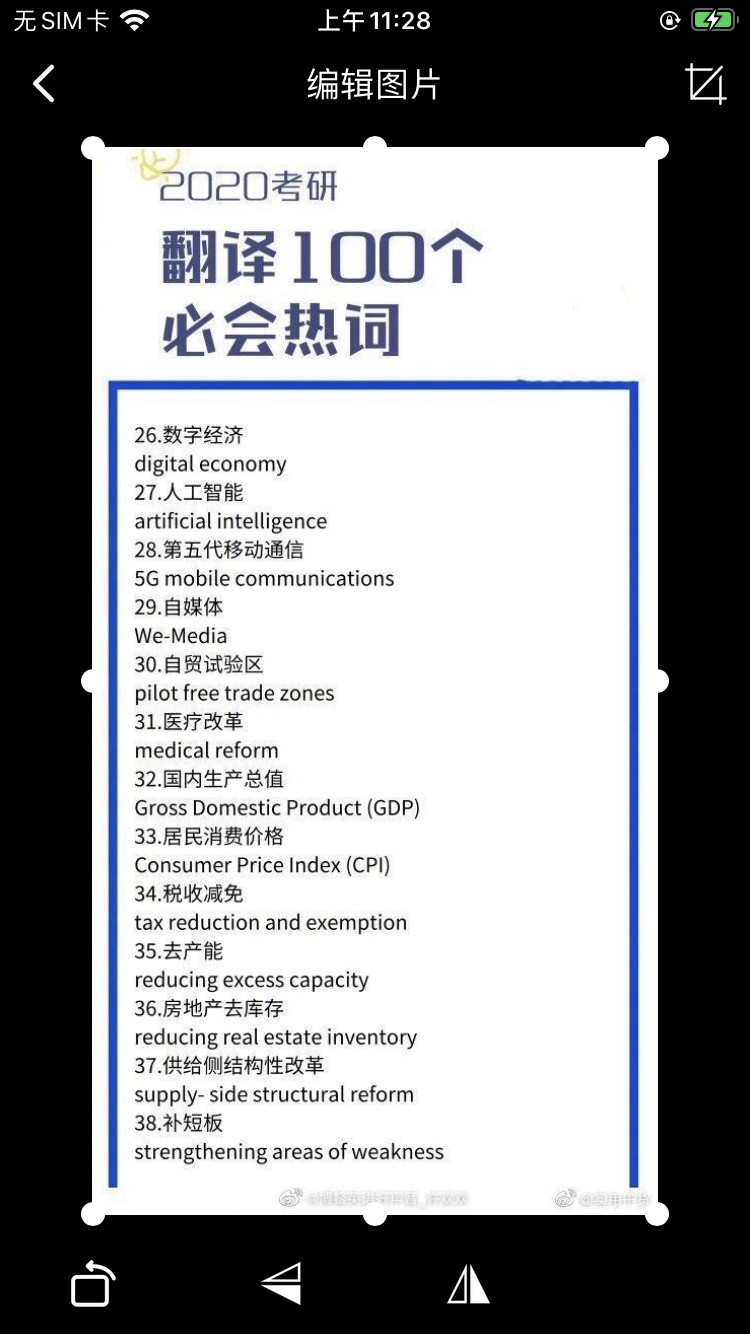 无SIM卡
上午11:28
编辑图片
2020考研
翻译100个
必会热词
26.数字经济
digital economy
27.人工智能
artificial intelligence
28.第五代移动通信
5G mobile communications
29.自媒体
We-Media
30.自贸试验区
pilot free trade zones
31.医疗改革
medical reform
32.国内生产总值
Gross Domestic Product (GDP)
33.居民消费价格
Consumer Price Index (CPI)
34.税收减免
tax reduction and exemption
35.去产能
reducing excess capacity
36.房地产去库存
reducing real estate inventory
37.供给侧结构性改革
supply- side structural reform
38.补短板
strengthening areas of weakness